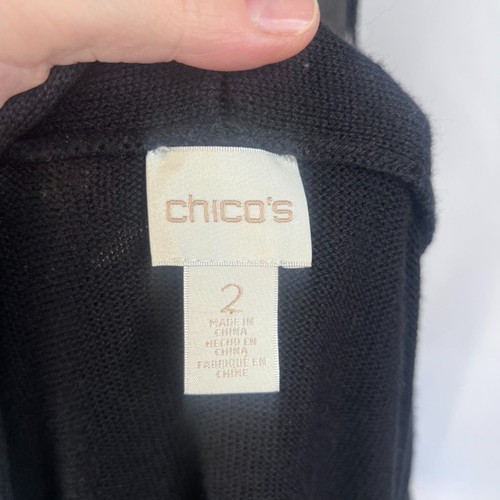 chico's
2
MADE IN
CHINA
HECHO EN
CHINA
FABRIQUÉ EN
CHINE